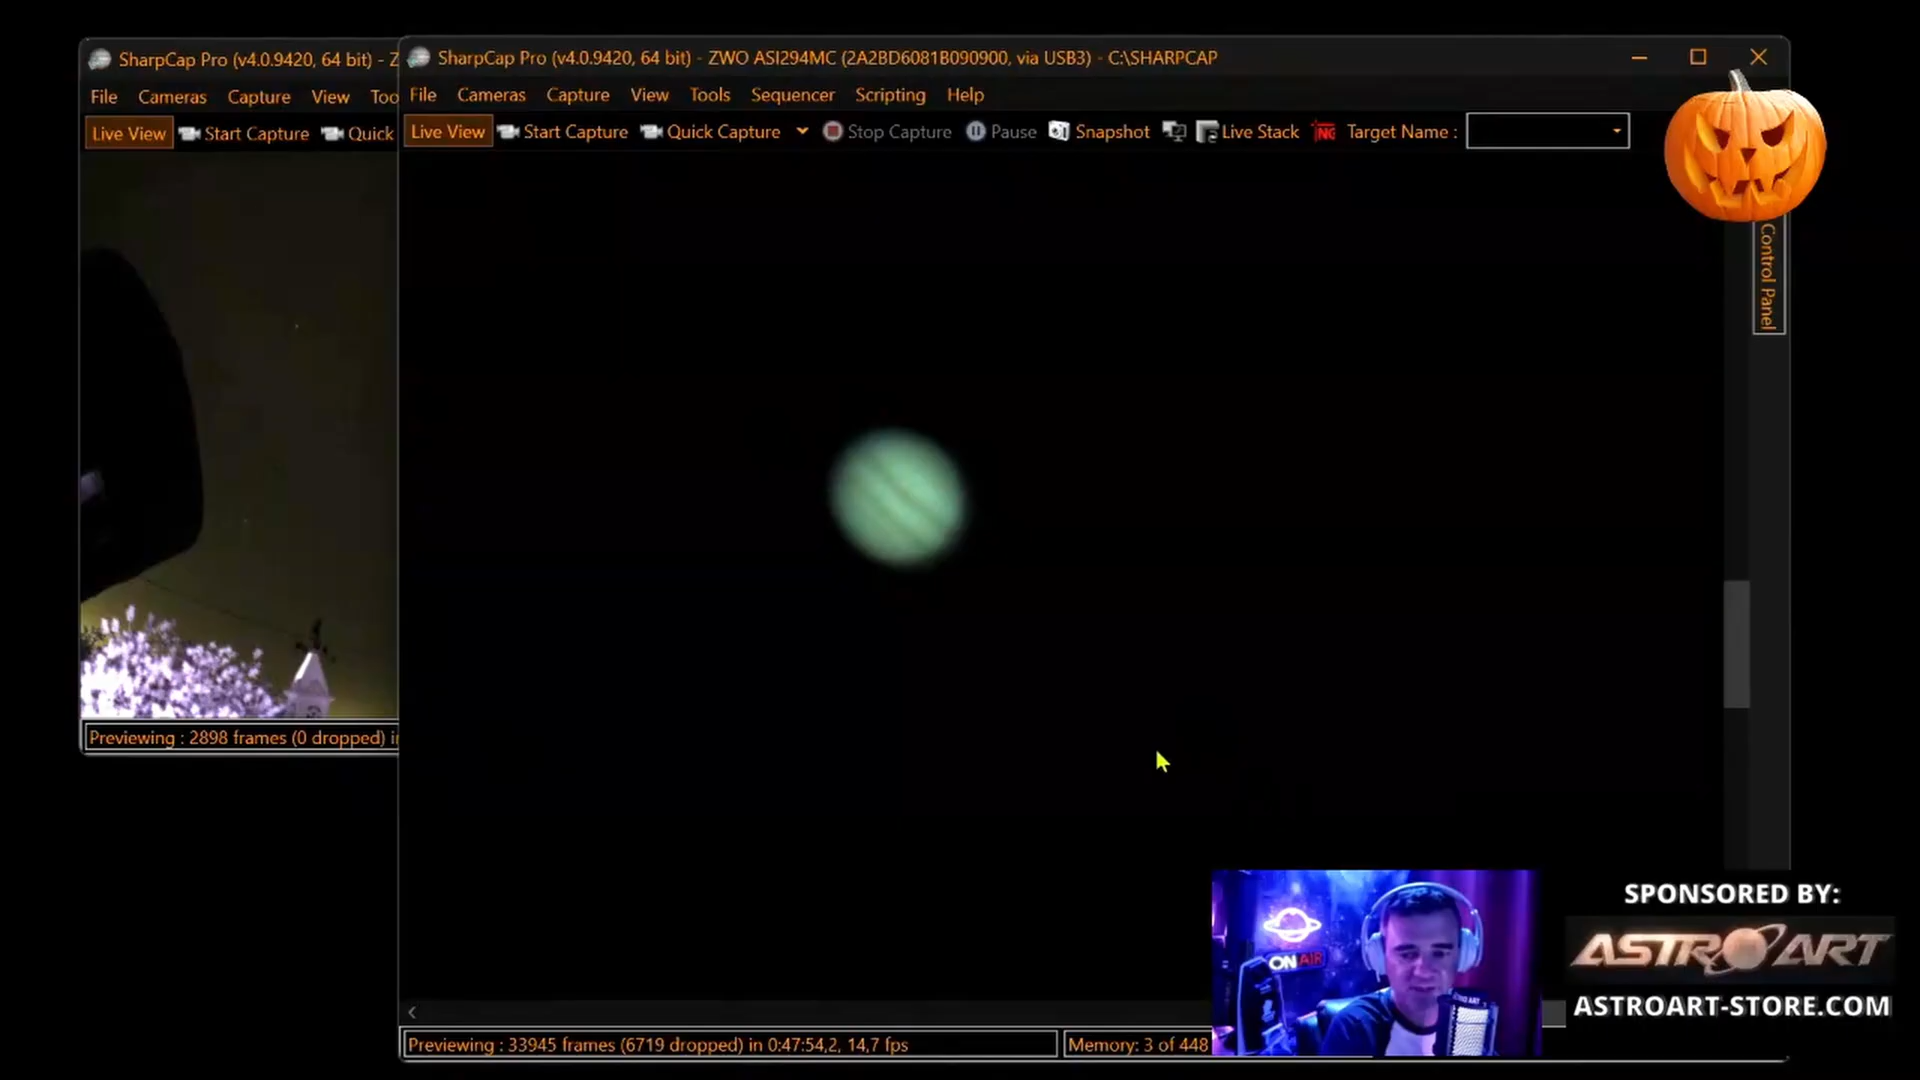 SharpCap Pro (v4.0.9420, 64 bit) - Z
File Cameras Capture View Too
Live View Start Capture Quick
Previewing : 2898 frames (0 dropped) i
SharpCap Pro (v4.0.9420, 64 bit) - ZWO ASI294MC (2A2BD6081B090900, via USB3) - C:\SHARPCAP
File Cameras Capture View Tools Sequencer Scripting Help
Live View Start Capture Quick Capture Stop Capture Pause Snapshot Live Stack Target Name :
Control Panel
Previewing : 33945 frames (6719 dropped) in 0:47:54,2, 14,7 fps
Memory: 3 of 448
ON AIR
SPONSORED BY:
ASTROART
ASTROART-STORE.COM